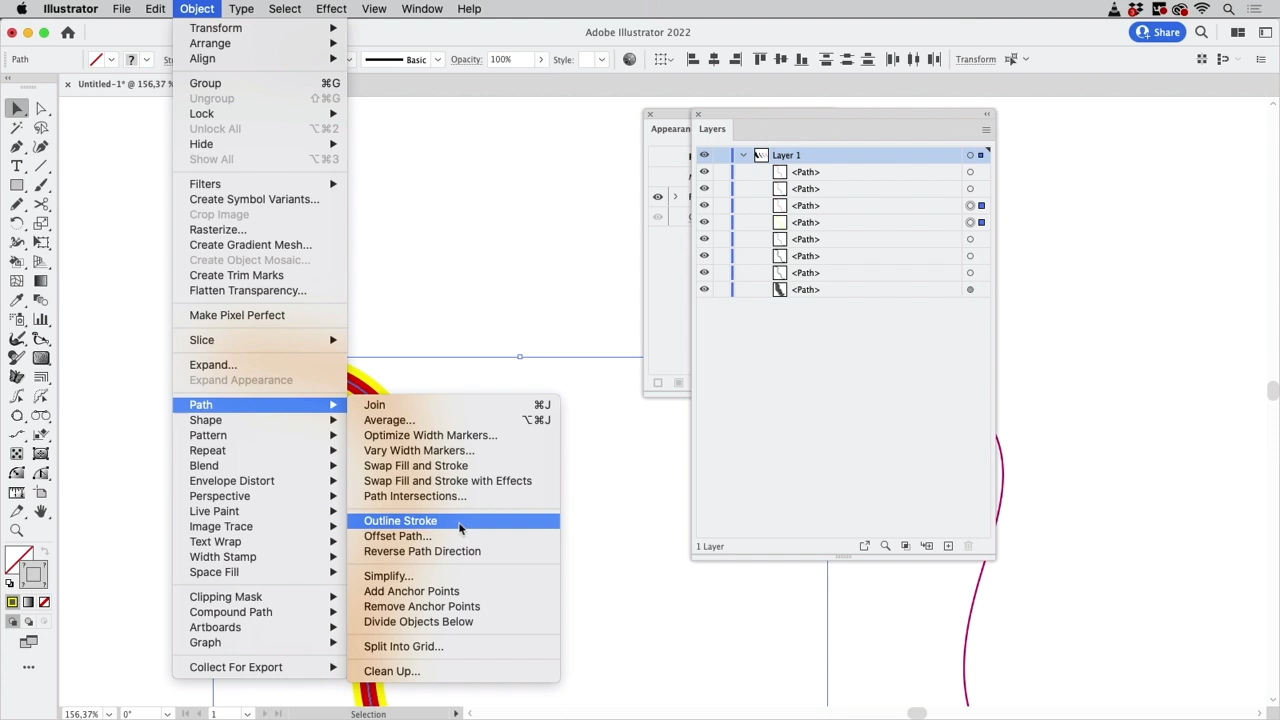 Illustrator File Edit Object Type Select Effect View Window Help
Adobe Illustrator 2022
Share
Path
Basic
Opacity: 100%
Style:
Transform
Untitled-1* @ 156,37
Transform
Arrange
Align
Group ⌘G
Ungroup ⇧⌘G
Lock
Unlock All ⌥⌘2
Hide
Show All ⌥⌘3
Filters
Create Symbol Variants...
Crop Image
Rasterize...
Create Gradient Mesh...
Create Object Mosaic...
Create Trim Marks
Flatten Transparency...
Make Pixel Perfect
Slice
Expand...
Expand Appearance
Path
Shape
Pattern
Repeat
Blend
Envelope Distort
Perspective
Live Paint
Image Trace
Text Wrap
Width Stamp
Space Fill
Clipping Mask
Compound Path
Artboards
Graph
Collect For Export
Join ⌘J
Average... ⌥⌘J
Optimize Width Markers...
Vary Width Markers...
Swap Fill and Stroke
Swap Fill and Stroke with Effects
Path Intersections...
Outline Stroke
Offset Path...
Reverse Path Direction
Simplify...
Add Anchor Points
Remove Anchor Points
Divide Objects Below
Split Into Grid...
Clean Up...
Appearan
Layers
Layer 1
<Path>
<Path>
<Path>
<Path>
<Path>
<Path>
<Path>
<Path>
1 Layer
156,37%
0°
1
Selection